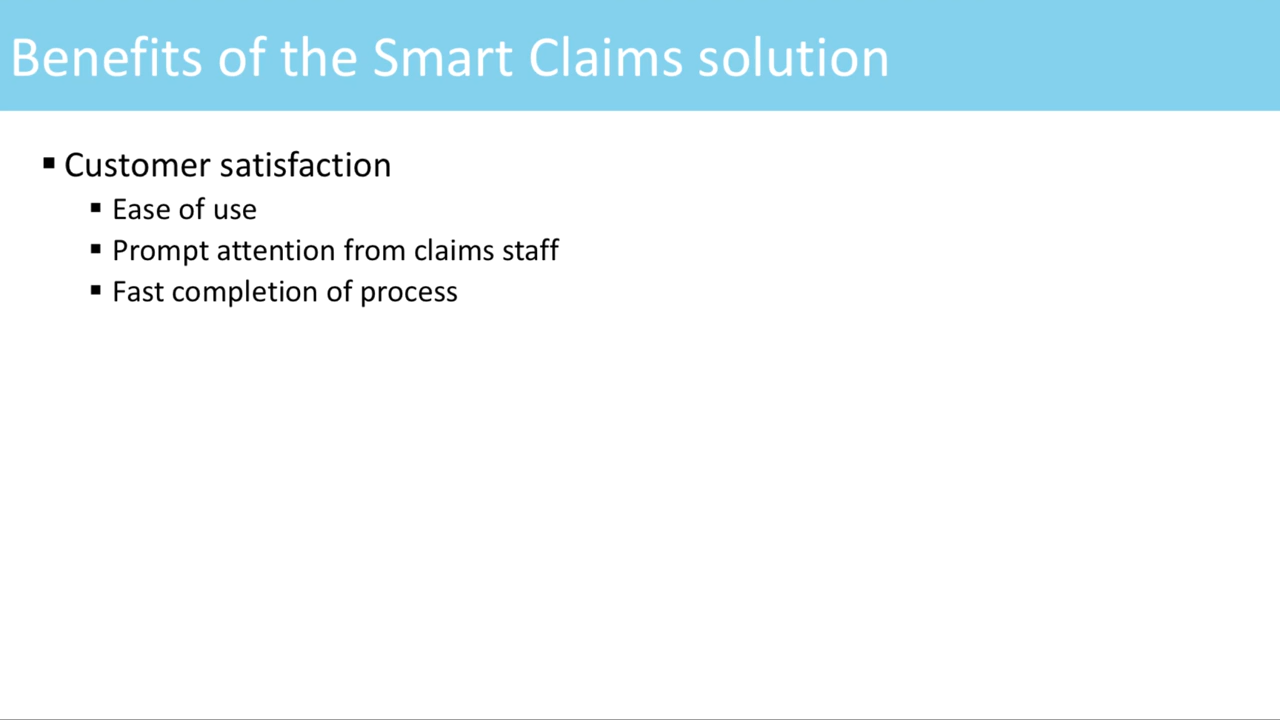 Benefits of the Smart Claims solution
▪ Customer satisfaction
▪ Ease of use
▪ Prompt attention from claims staff
▪ Fast completion of process